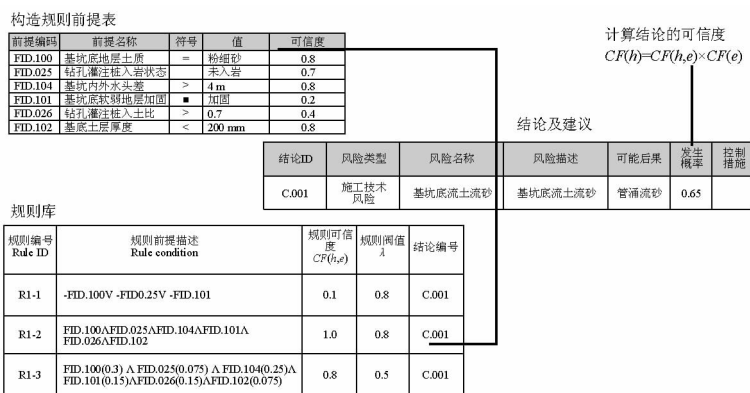 构造规则前提表
前提编码 前提名称 符号 值 可信度
FID.100 基坑底地层土质 = 粉细砂 0.8
FID.025 钻孔灌注桩入岩状态 未入岩 0.7
FID.104 基坑内外水头差 > 4 m 0.8
FID.101 基坑底软弱地层加固 ■ 加固 0.2
FID.026 钻孔灌注桩入土比 > 0.7 0.4
FID.102 基底土层厚度 < 200 mm 0.8
计算结论的可信度
CF(h)=CF(h,e)×CF(e)
结论及建议
结论ID 风险类型 风险名称 风险描述 可能后果 发生 控制
概率 措施
C.001 施工技术 基坑底流土流砂 基坑底流土流砂 管涌流砂 0.65
风险
规则库
规则编号 规则前提描述 规则可信 规则阀值 结论编号
Rule ID Rule condition 度 λ
CF(h,e)
R1-1 -FID.100V -FID0.25V -FID.101 0.1 0.8 C.001
R1-2 FID.100ΛFID.025ΛFID.104ΛFID.101Λ 1.0 0.8 C.001
FID.026ΛFID.102
R1-3 FID.100(0.3) Λ FID.025(0.075) Λ FID.104(0.25)Λ 0.8 0.5 C.001
FID.101(0.15)ΛFID.026(0.15)ΛFID.102(0.075)